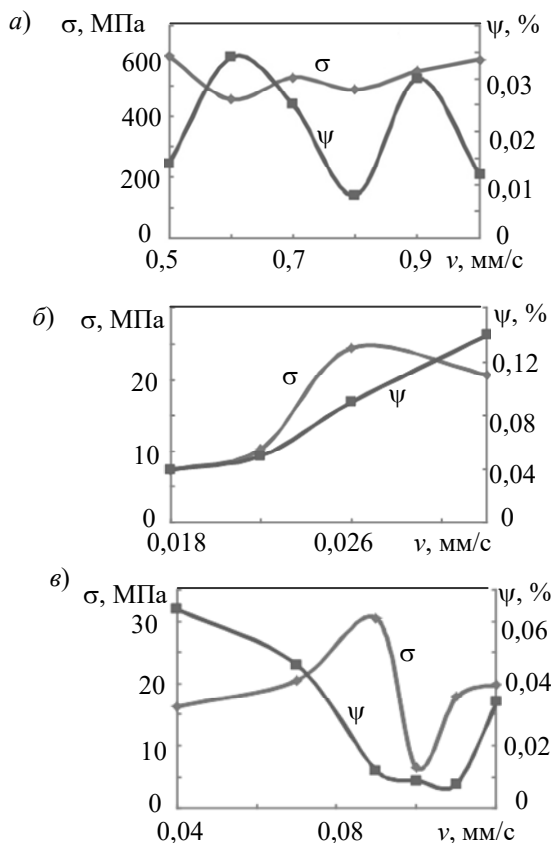 а) σ, МПа ψ, %
600
0,03
400
0,02
200
0,01
0 0
0,5 0,7 0,9 v, мм/с
σ
ψ
б) σ, МПа ψ, %
20
0,12
0,08
10
0,04
0 0
0,018 0,026 v, мм/с
σ
ψ
в) σ, МПа ψ, %
30
0,06
20
0,04
10
0,02
0 0
0,04 0,08 v, мм/с
σ
ψ